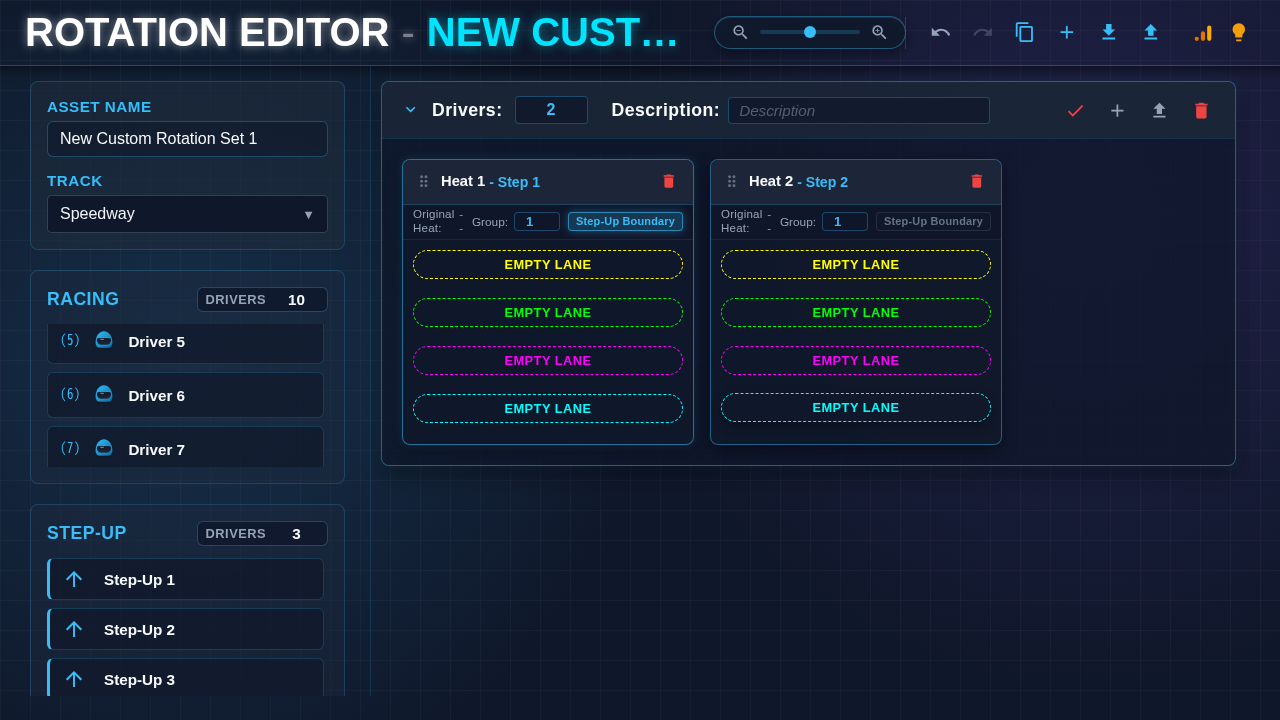 ROTATION EDITOR - NEW CUST...
ASSET NAME
New Custom Rotation Set 1
TRACK
Speedway
RACING DRIVERS 10
(5) Driver 5
(6) Driver 6
(7) Driver 7
STEP-UP DRIVERS 3
Step-Up 1
Step-Up 2
Step-Up 3
Drivers: 2 Description: Description
Heat 1 - Step 1
Original Heat: -- Group: 1 Step-Up Boundary
EMPTY LANE
EMPTY LANE
EMPTY LANE
EMPTY LANE
Heat 2 - Step 2
Original Heat: -- Group: 1 Step-Up Boundary
EMPTY LANE
EMPTY LANE
EMPTY LANE
EMPTY LANE